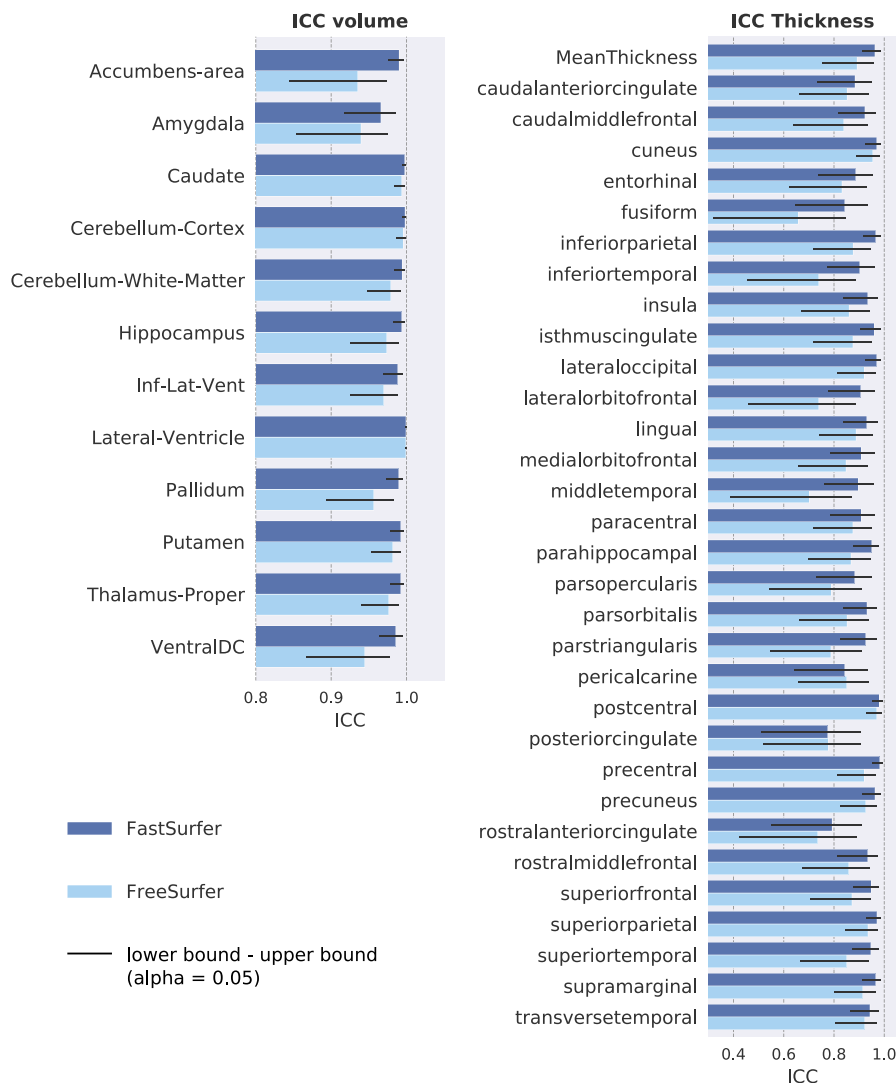 ICC volume
Accumbens-area
Amygdala
Caudate
Cerebellum-Cortex
Cerebellum-White-Matter
Hippocampus
Inf-Lat-Vent
Lateral-Ventricle
Pallidum
Putamen
Thalamus-Proper
VentralDC
0.8 0.9 1.0
ICC
FastSurfer
FreeSurfer
lower bound - upper bound
(alpha = 0.05)
ICC Thickness
MeanThickness
caudalanteriorcingulate
caudalmiddlefrontal
cuneus
entorhinal
fusiform
inferiorparietal
inferiortemporal
insula
isthmuscingulate
lateraloccipital
lateralorbitofrontal
lingual
medialorbitofrontal
middletemporal
paracentral
parahippocampal
parsopercularis
parsorbitalis
parstriangularis
pericalcarine
postcentral
posteriorcingulate
precentral
precuneus
rostralanteriorcingulate
rostralmiddlefrontal
superiorfrontal
superiorparietal
superiortemporal
supramarginal
transversetemporal
0.4 0.6 0.8 1.0
ICC